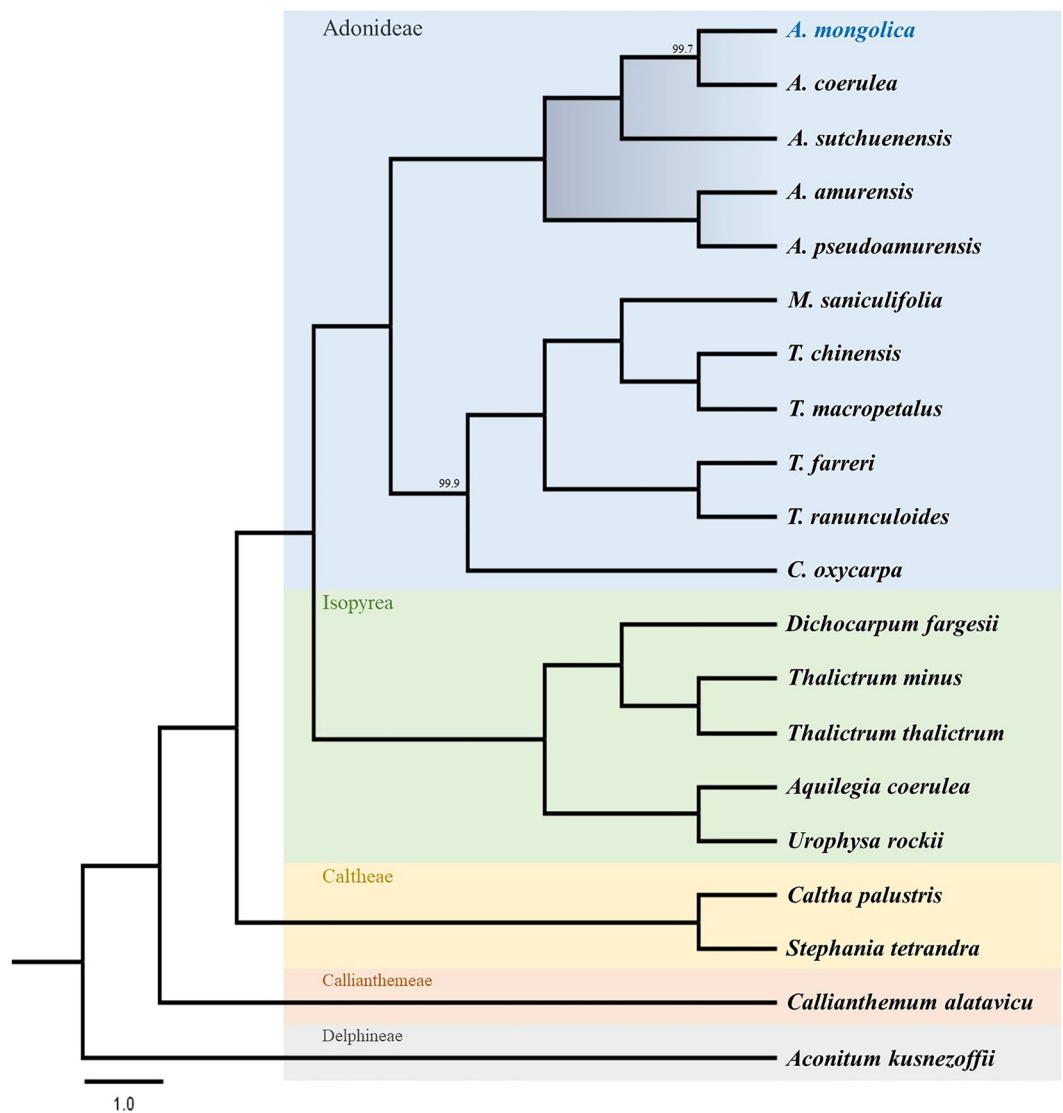 Adonideae
A. mongolica
99.7
A. coerulea
A. sutchuenensis
A. amurensis
A. pseudoamurensis
M. saniculifolia
T. chinensis
T. macropetalus
T. farreri
99.9
T. ranunculoides
C. oxycarpa
Isopyrea
Dichocarpum fargesii
Thalictrum minus
Thalictrum thalictrum
Aquilegia coerulea
Urophysa rockii
Caltheae
Caltha palustris
Stephania tetrandra
Callianthemeae
Callianthemum alatavicu
Delphineae
Aconitum kusnezoffii
1.0